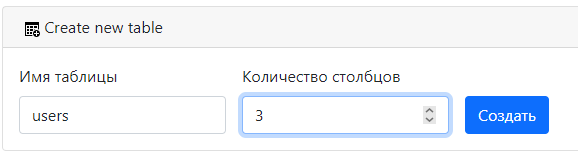 Create new table
Имя таблицы Количество столбцов
users 3 Создать